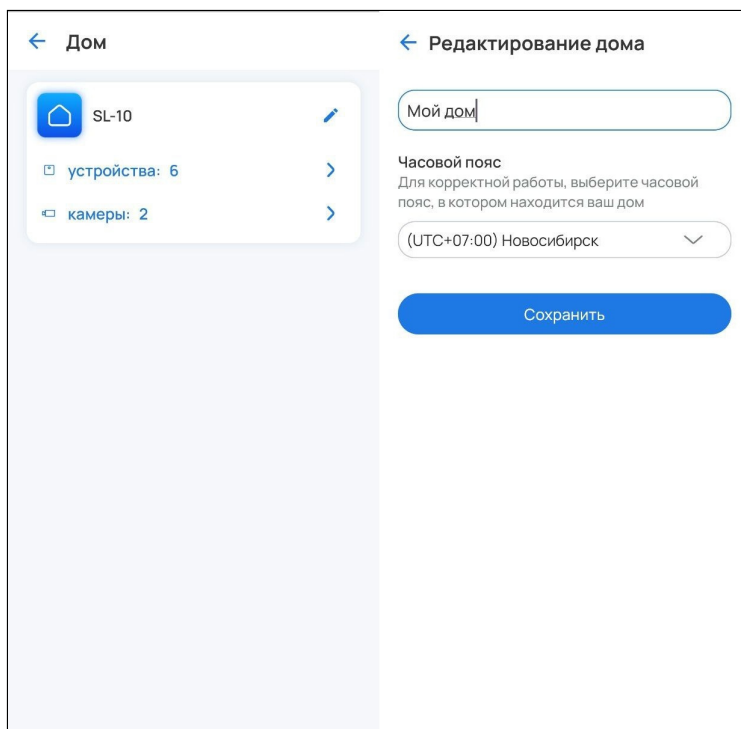 Дом
SL-10
устройства: 6
камеры: 2
Редактирование дома
Мой дом
Часовой пояс
Для корректной работы, выберите часовой
пояс, в котором находится ваш дом
(UTC+07:00) Новосибирск
Сохранить